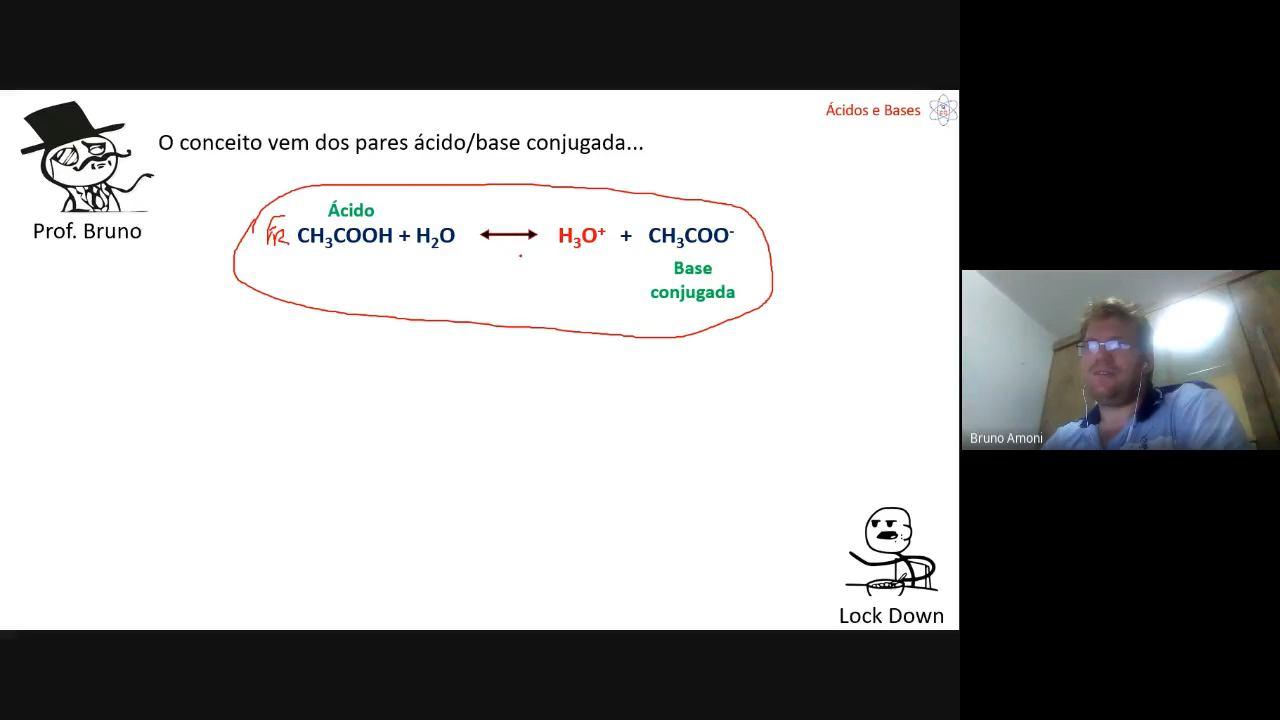 Ácidos e Bases
O conceito vem dos pares ácido/base conjugada...
Prof. Bruno
Ácido
CH₃COOH + H₂O ⟷ H₃O⁺ + CH₃COO⁻
Base
conjugada
Bruno Amoni
Lock Down